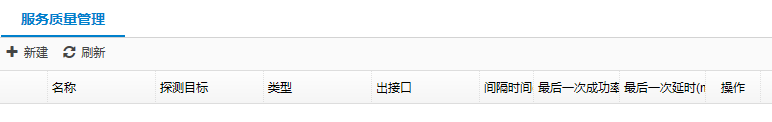 服务质量管理
新建 刷新
名称 探测目标 类型 出接口 间隔时间 最后一次成功率 最后一次延时(m 操作